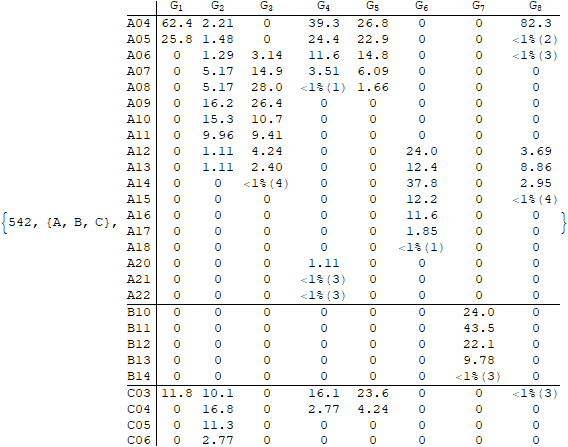 G1 G2 G3 G4 G5 G6 G7 G8
A04 62.4 2.21 0 39.3 26.8 0 0 82.3
A05 25.8 1.48 0 24.4 22.9 0 0 <1%(2)
A06 0 1.29 3.14 11.6 14.8 0 0 <1%(3)
A07 0 5.17 14.9 3.51 6.09 0 0 0
A08 0 5.17 28.0 <1%(1) 1.66 0 0 0
A09 0 16.2 26.4 0 0 0 0 0
A10 0 15.3 10.7 0 0 0 0 0
A11 0 9.96 9.41 0 0 0 0 0
A12 0 1.11 4.24 0 0 24.0 0 3.69
A13 0 1.11 2.40 0 0 12.4 0 8.86
A14 0 0 <1%(4) 0 0 37.8 0 2.95
A15 0 0 0 0 0 12.2 0 <1%(4)
{542, {A, B, C}, A16 0 0 0 0 0 11.6 0 0 }
A17 0 0 0 0 0 1.85 0 0
A18 0 0 0 0 0 <1%(1) 0 0
A20 0 0 0 1.11 0 0 0 0
A21 0 0 0 <1%(3) 0 0 0 0
A22 0 0 0 <1%(3) 0 0 0 0
B10 0 0 0 0 0 0 24.0 0
B11 0 0 0 0 0 0 43.5 0
B12 0 0 0 0 0 0 22.1 0
B13 0 0 0 0 0 0 9.78 0
B14 0 0 0 0 0 0 <1%(3) 0
C03 11.8 10.1 0 16.1 23.6 0 0 <1%(3)
C04 0 16.8 0 2.77 4.24 0 0 0
C05 0 11.3 0 0 0 0 0 0
C06 0 2.77 0 0 0 0 0 0